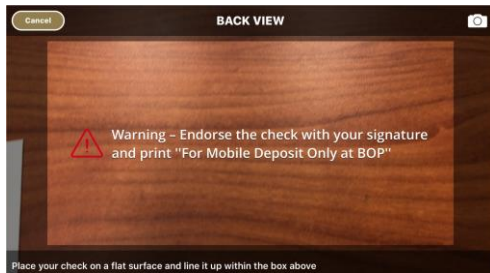 Cancel
BACK VIEW
Warning – Endorse the check with your signature
and print "For Mobile Deposit Only at BOP"
Place your check on a flat surface and line it up within the box above